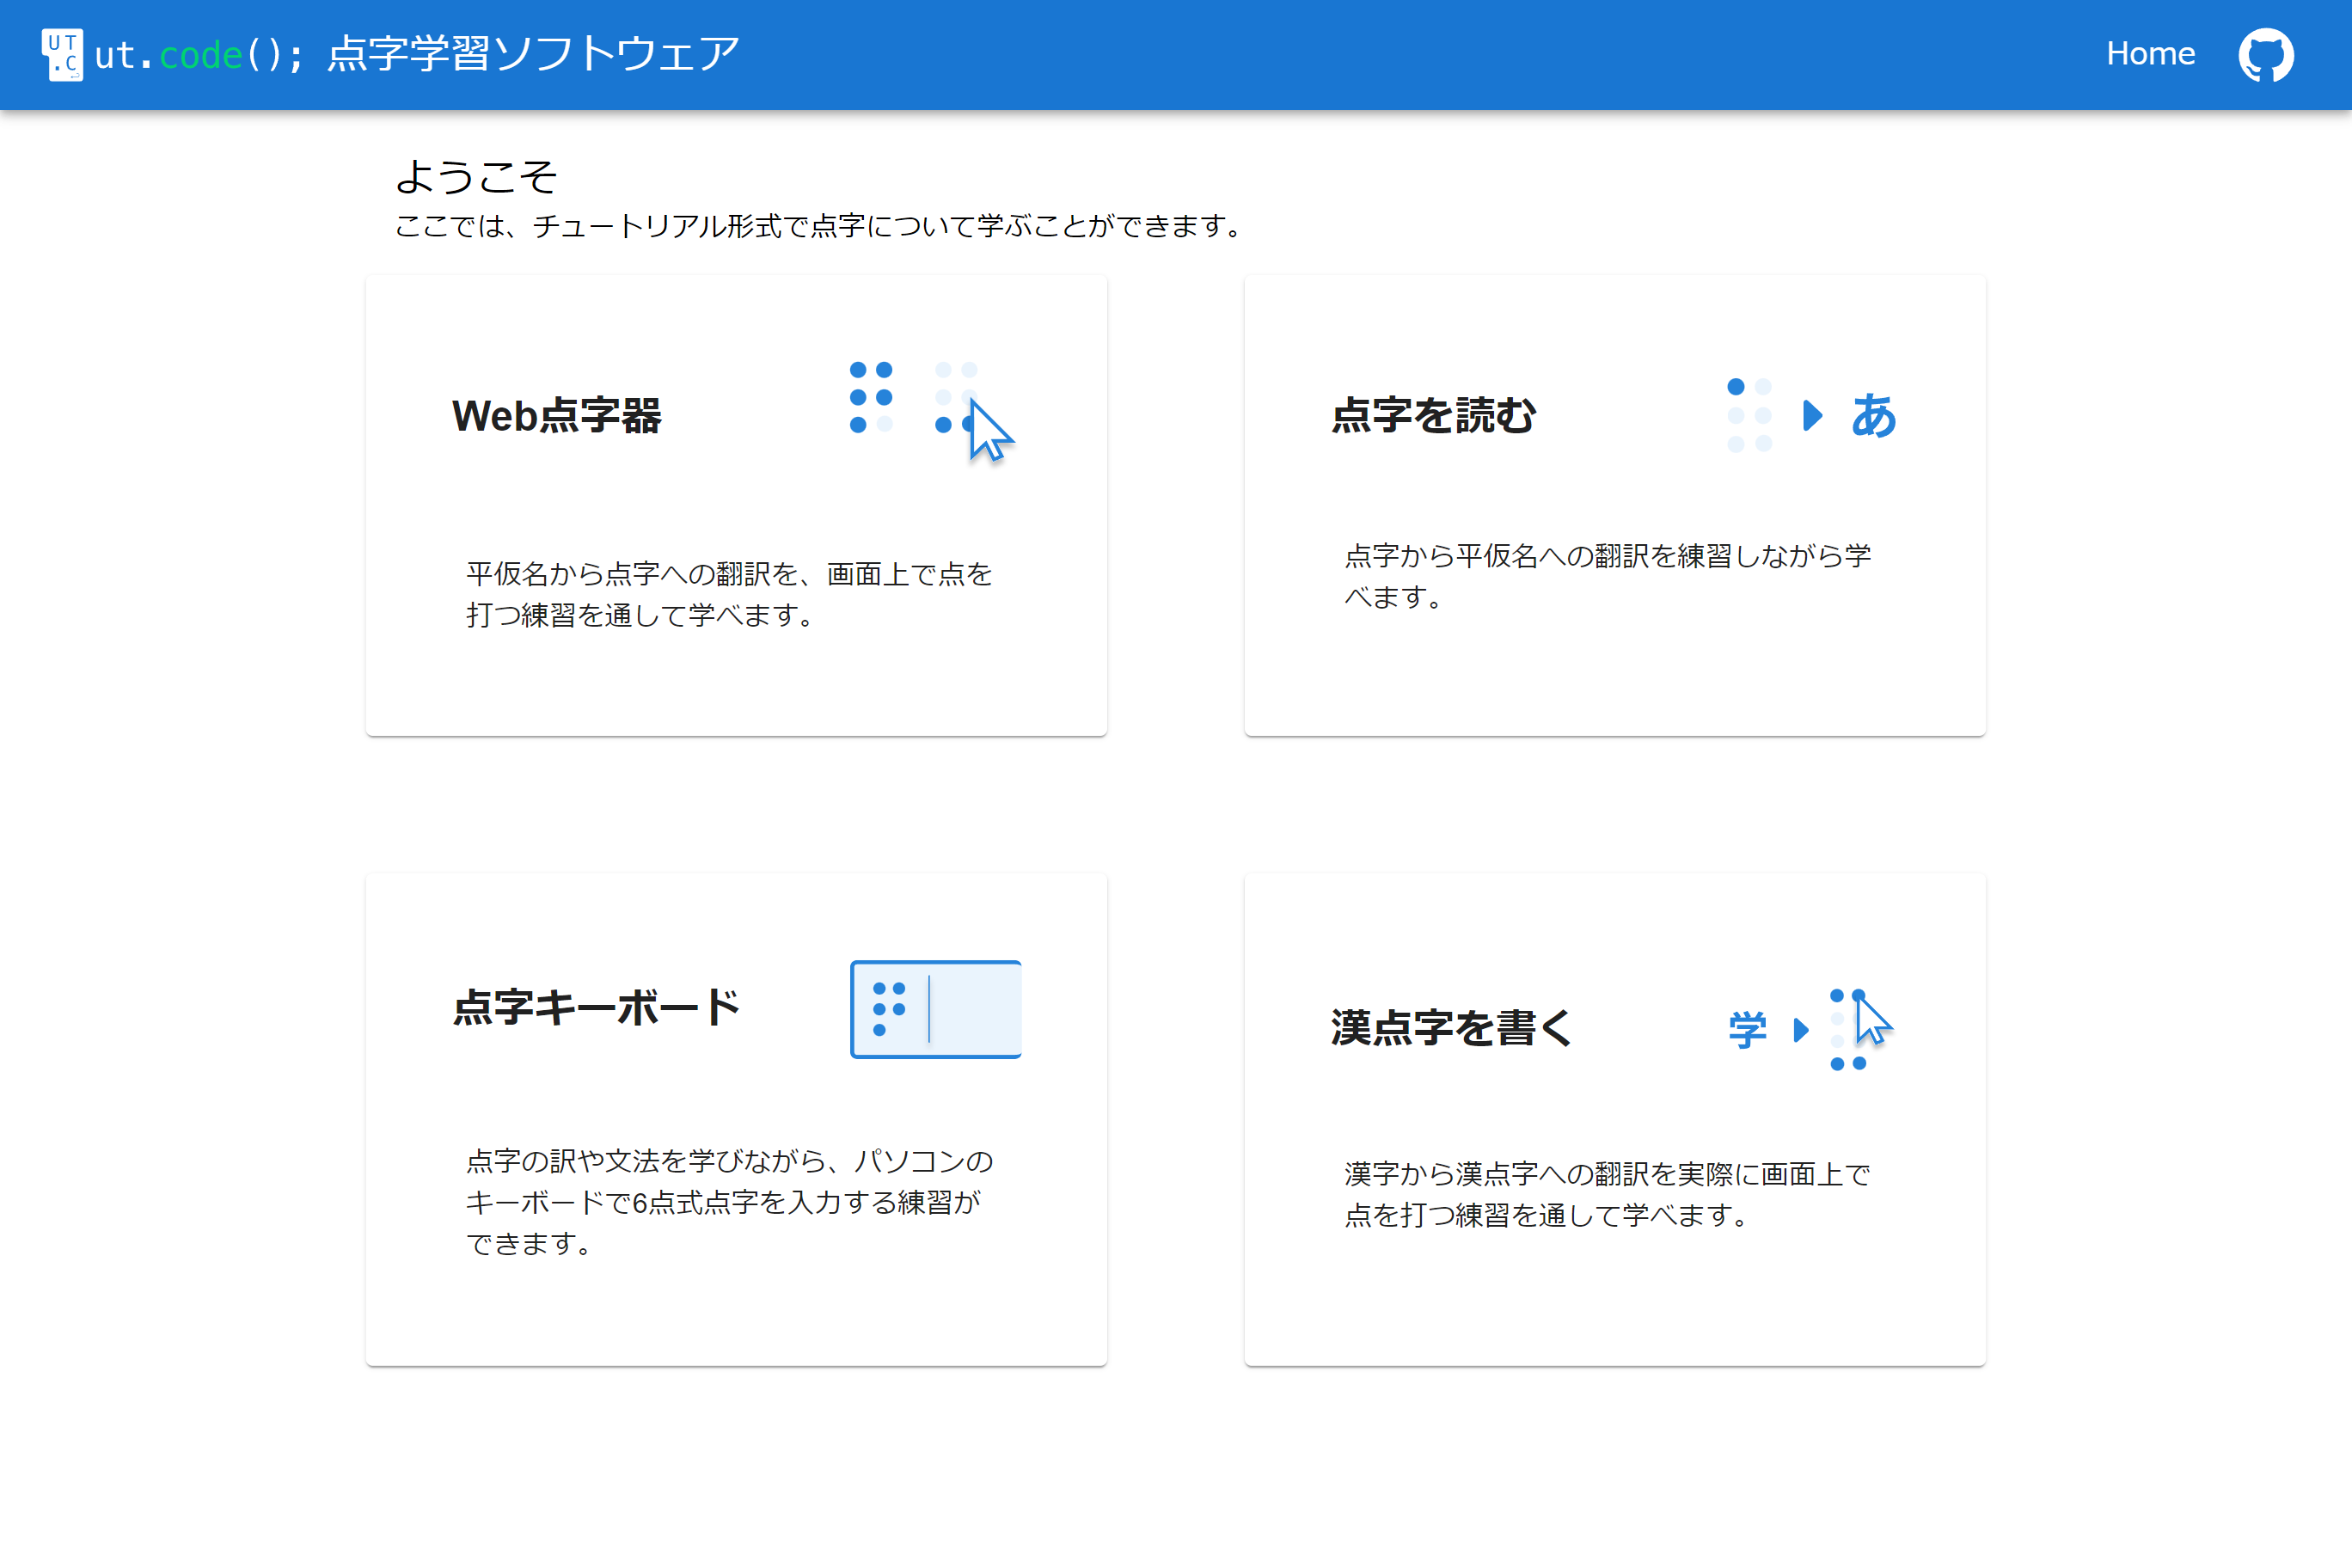 UT
.C
ut.code(); 点字学習ソフトウェア
Home
ようこそ
ここでは、チュートリアル形式で点字について学ぶことができます。
Web点字器
平仮名から点字への翻訳を、画面上で点を
打つ練習を通して学べます。
点字を読む
あ
点字から平仮名への翻訳を練習しながら学
べます。
点字キーボード
点字の訳や文法を学びながら、パソコンの
キーボードで6点式点字を入力する練習が
できます。
漢点字を書く
学
漢字から漢点字への翻訳を実際に画面上で
点を打つ練習を通して学べます。